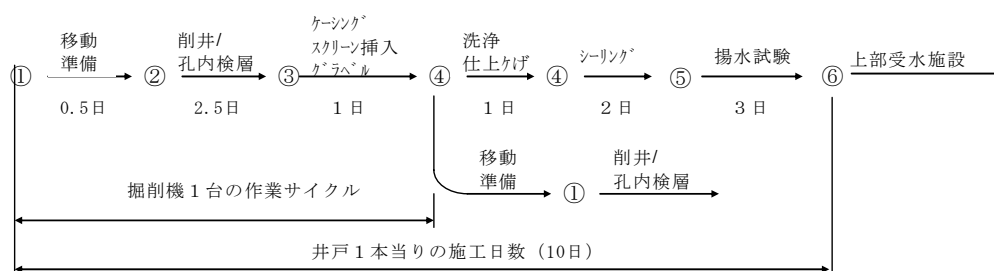 ｹｰｼﾝｸﾞ
移動
準備
削井/
孔内検層
ｽｸﾘｰﾝ挿入
ｸﾞﾗﾍﾞﾙ
洗浄
仕上げ
ｼｰﾘﾝｸﾞ
揚水試験
上部受水施設
① ② ③ ④ ④ ⑤ ⑥
0.5日 2.5日 1日 1日 2日 3日
移動
準備
削井/
孔内検層
①
掘削機１台の作業サイクル
井戸１本当りの施工日数（10日）